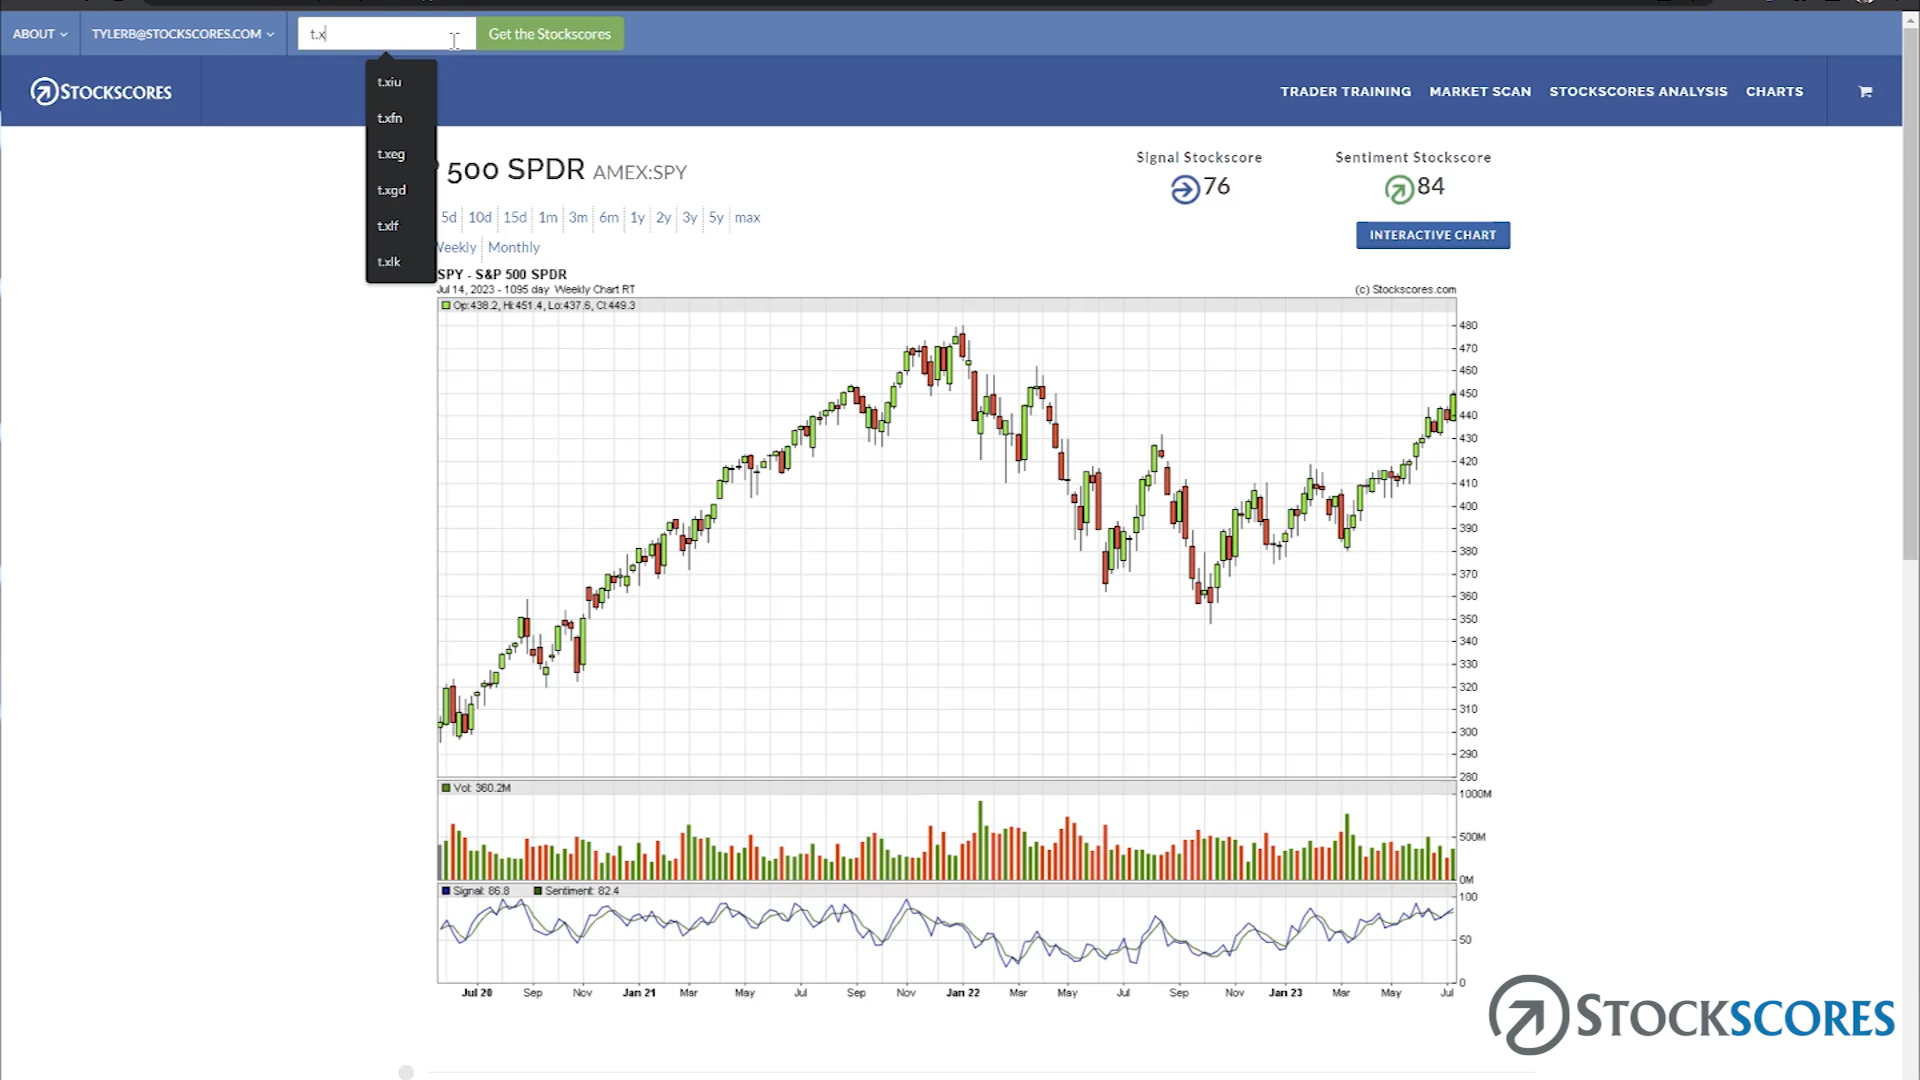 ABOUT
TYLERB@STOCKSCORES.COM
t.x
Get the Stockscores
t.xiu
t.xfn
t.xeg
t.xgd
t.xlf
t.xlk
STOCKSCORES
TRADER TRAINING
MARKET SCAN
STOCKSCORES ANALYSIS
CHARTS
500 SPDR AMEX:SPY
Signal Stockscore
76
Sentiment Stockscore
84
5d 10d 15d 1m 3m 6m 1y 2y 3y 5y max
Weekly Monthly
INTERACTIVE CHART
SPY - S&P 500 SPDR
Jul 14, 2023 - 1095 day Weekly Chart RT
(c) Stockscores.com
Op:438.2, Hi:451.4, Lo:437.6, Cl:449.3
480
470
460
450
440
430
420
410
400
390
380
370
360
350
340
330
320
310
300
290
280
Vol: 360.2M
1000M
500M
0M
Signal: 86.8 Sentiment: 82.4
100
50
0
Jul 20 Sep Nov Jan 21 Mar May Jul Sep Nov Jan 22 Mar May Jul Sep Nov Jan 23 Mar May Jul
STOCKSCORES